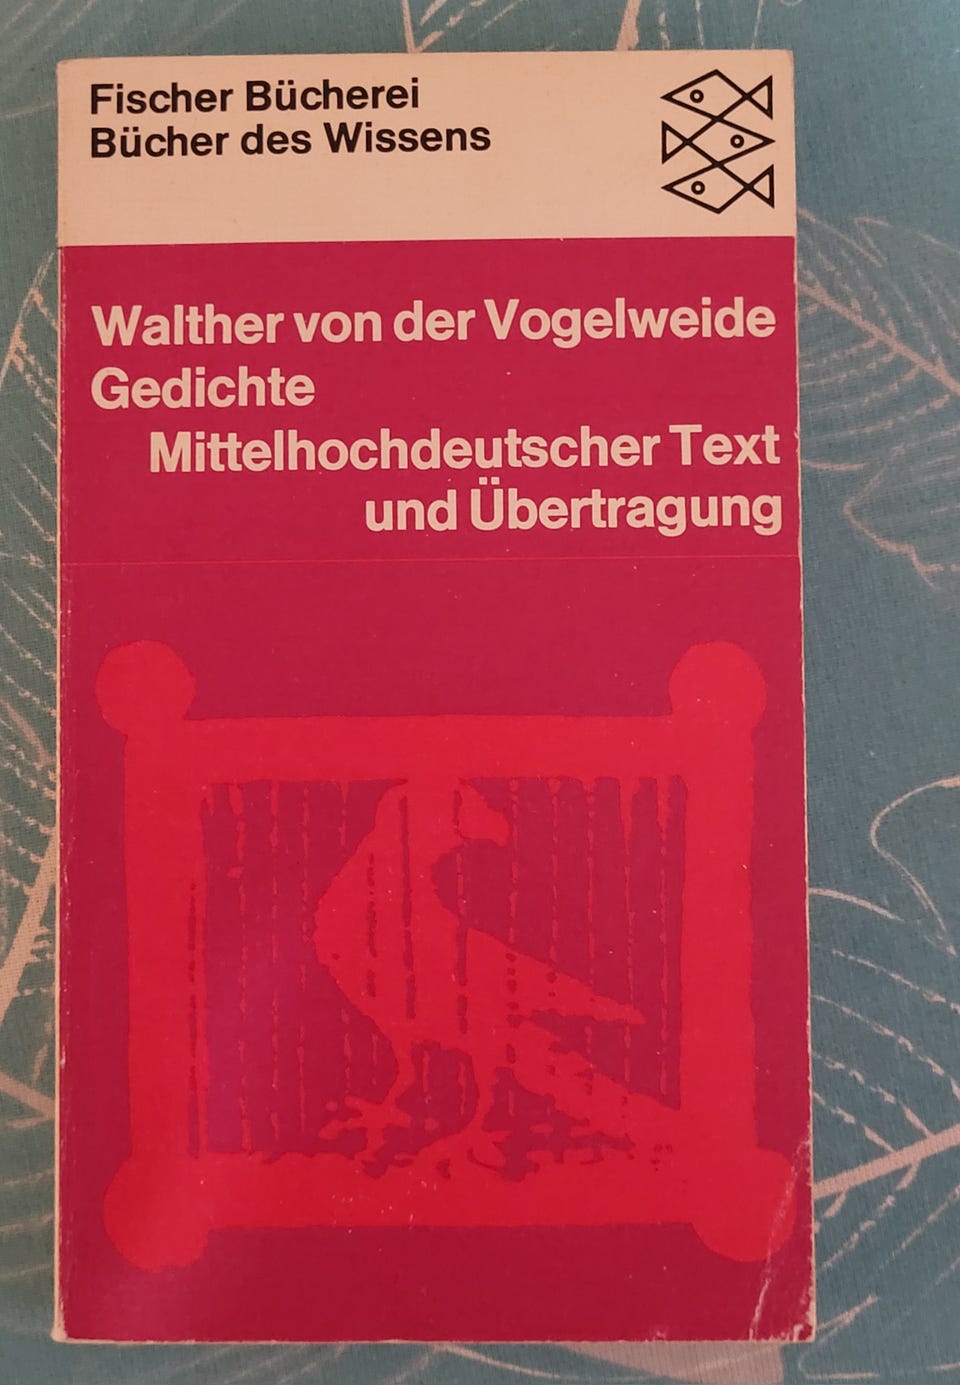 Fischer Bücherei
Bücher des Wissens
Walther von der Vogelweide
Gedichte
Mittelhochdeutscher Text
und Übertragung